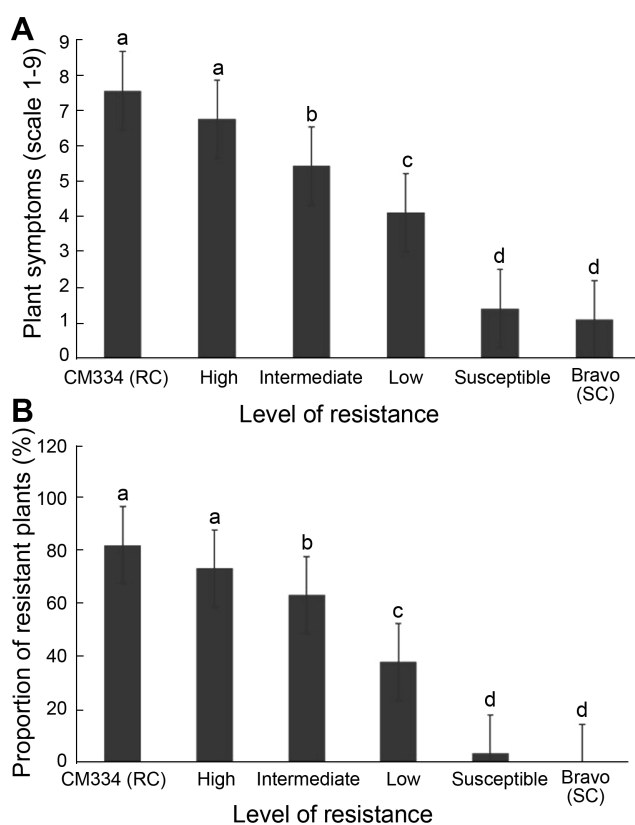 A
Plant symptoms (scale 1-9)
9
8
7
6
5
4
3
2
1
0
a
a
b
c
d
d
CM334 (RC)
High
Intermediate
Low
Susceptible
Bravo
(SC)
Level of resistance
B
Proportion of resistant plants (%)
120
100
80
60
40
20
0
a
a
b
c
d
d
CM334 (RC)
High
Intermediate
Low
Susceptible
Bravo
(SC)
Level of resistance